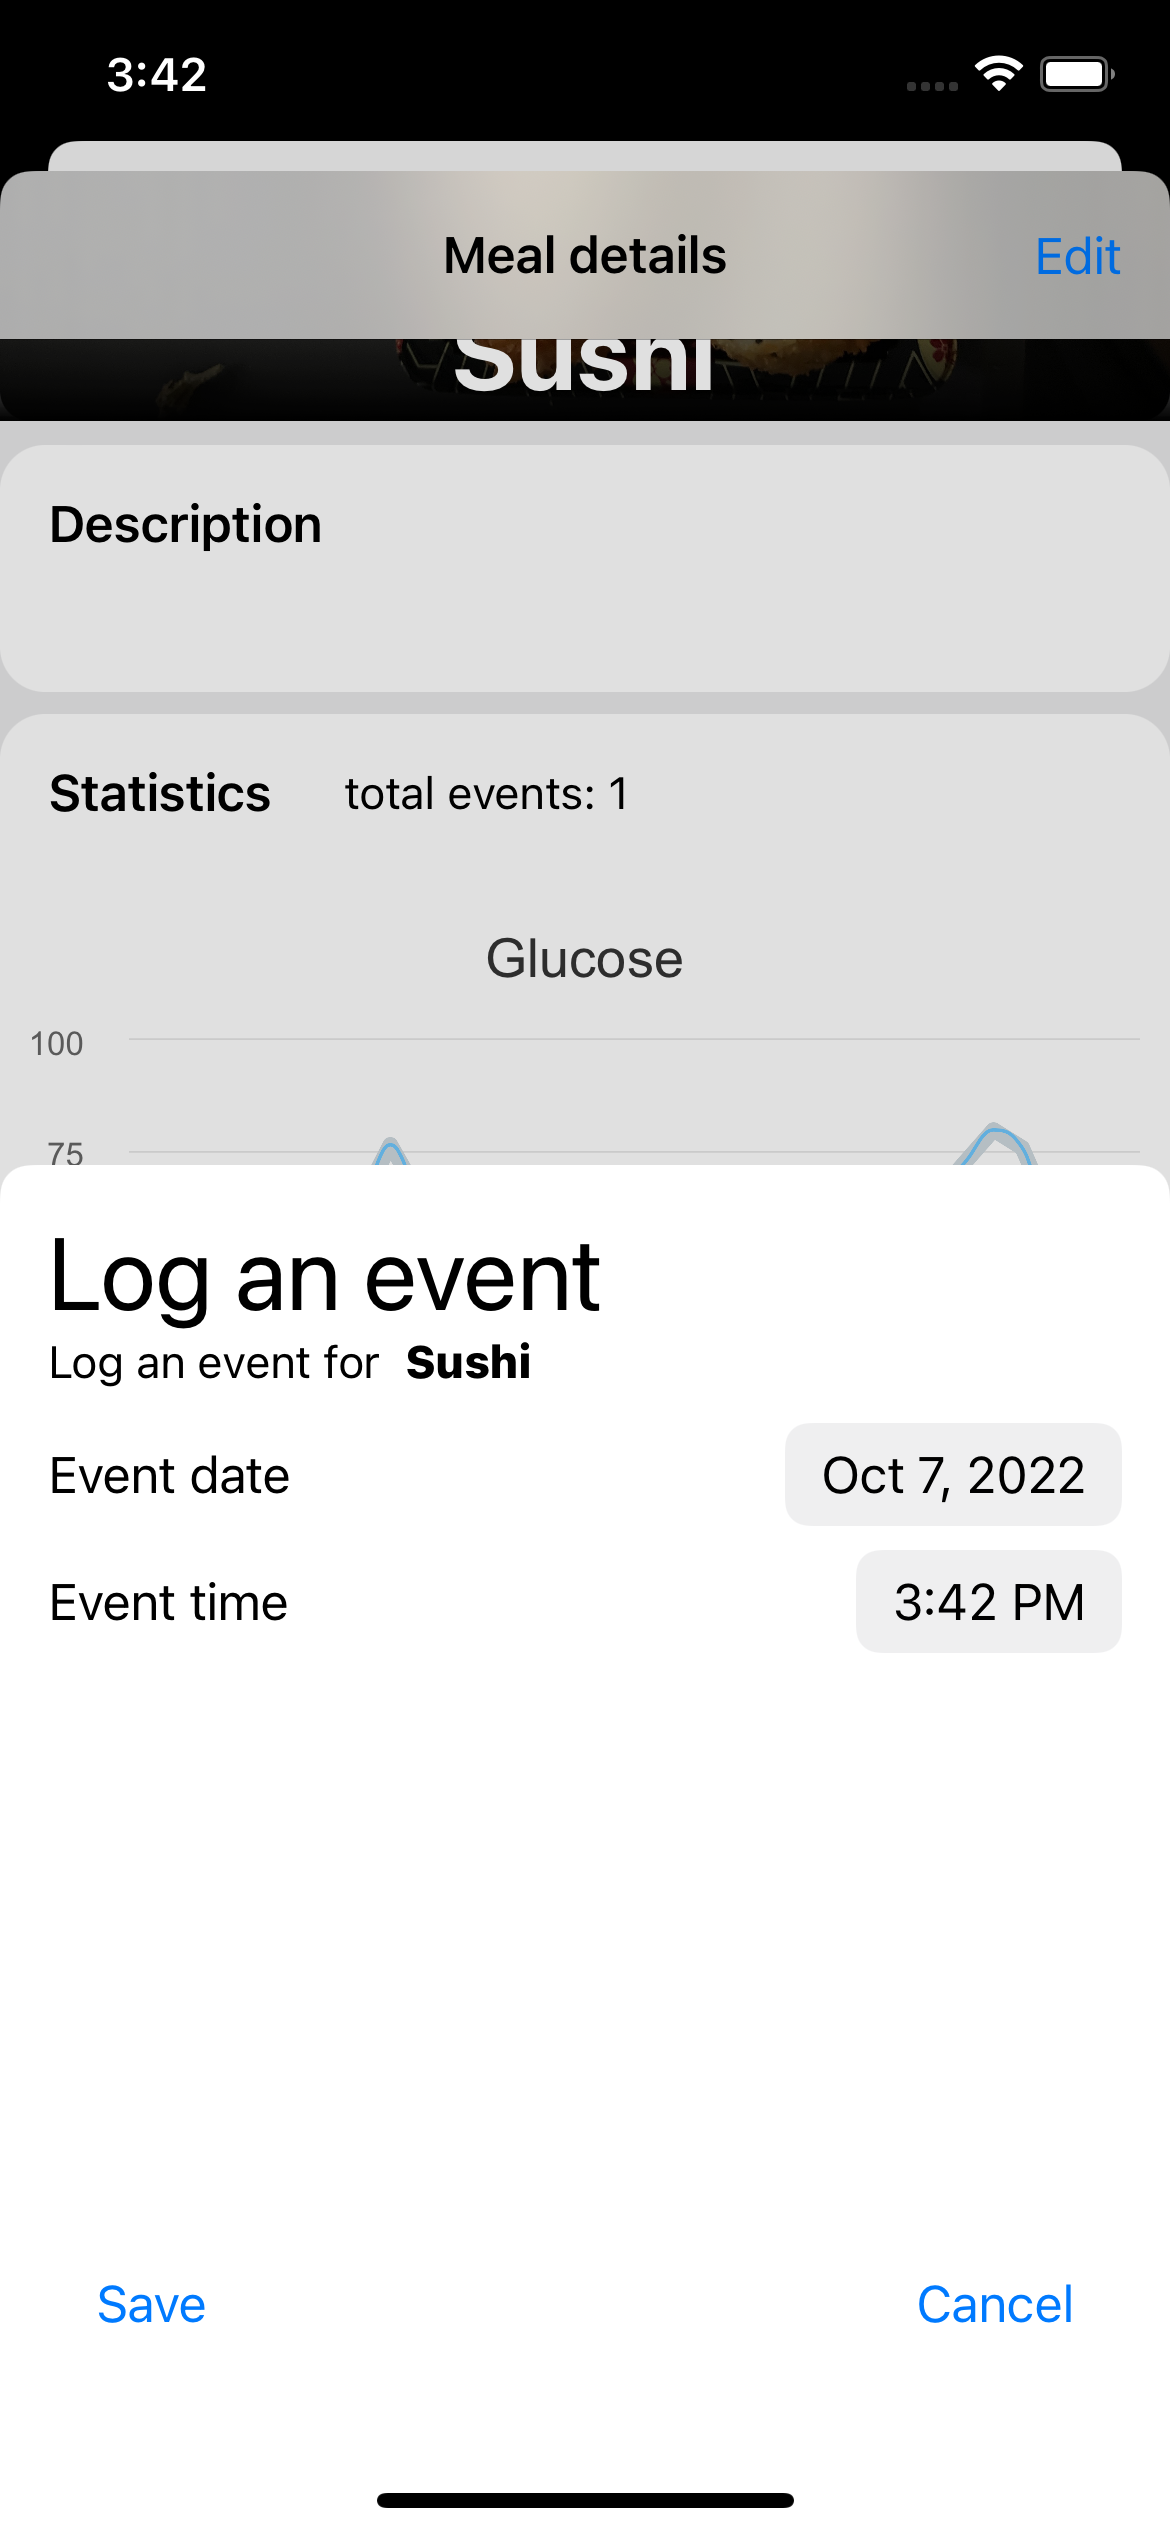 3:42
Meal details
Edit
Sushi
Description
Statistics total events: 1
Glucose
100
75
Log an event
Log an event for Sushi
Event date Oct 7, 2022
Event time 3:42 PM
Save Cancel